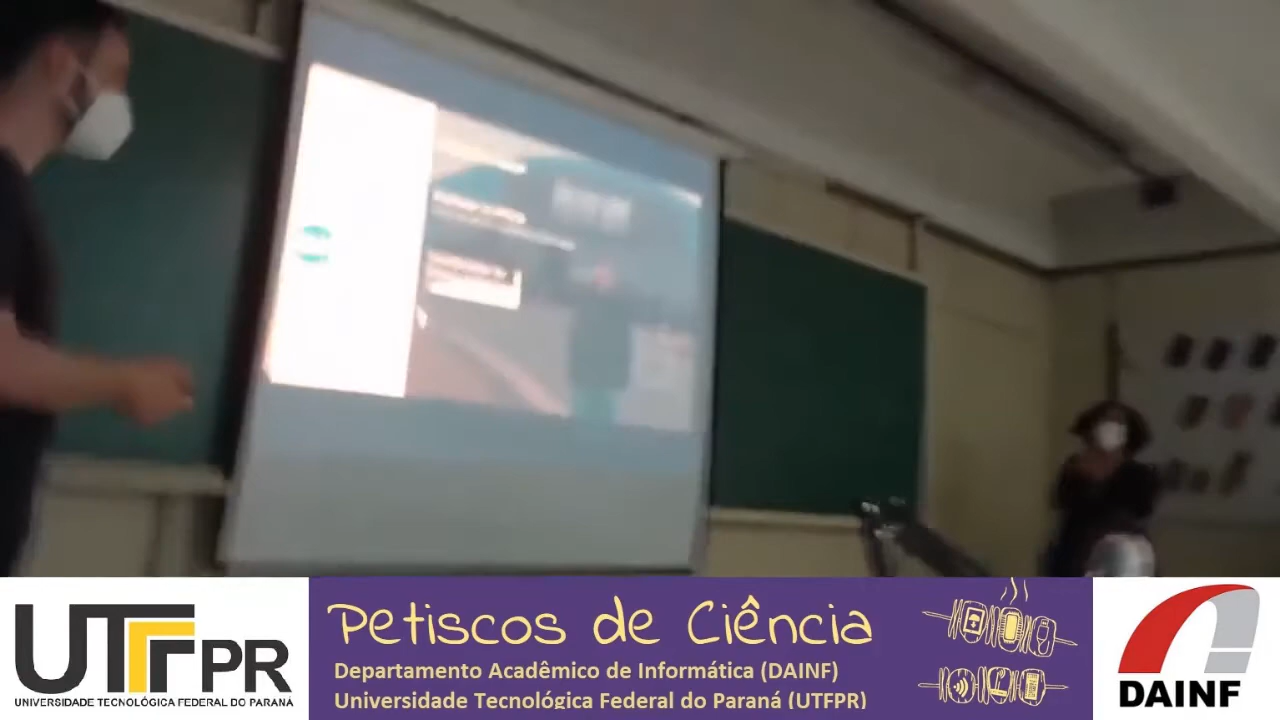 UTFPR
UNIVERSIDADE TECNOLÓGICA FEDERAL DO PARANÁ
Petiscos de Ciência
Departamento Acadêmico de Informática (DAINF)
Universidade Tecnológica Federal do Paraná (UTFPR)
DAINF